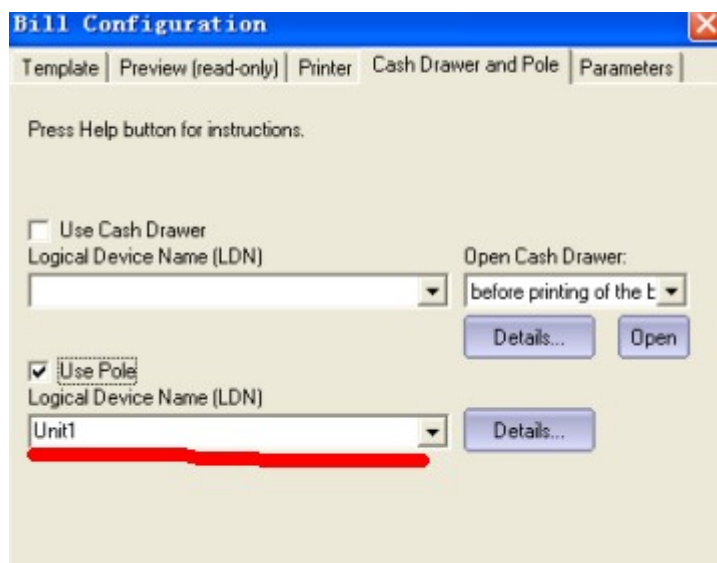 Bill Configuration
Template Preview (read-only) Printer Cash Drawer and Pole Parameters
Press Help button for instructions.
Use Cash Drawer
Logical Device Name (LDN) Open Cash Drawer:
before printing of the b
Details... Open
Use Pole
Logical Device Name (LDN)
Unit1 Details...